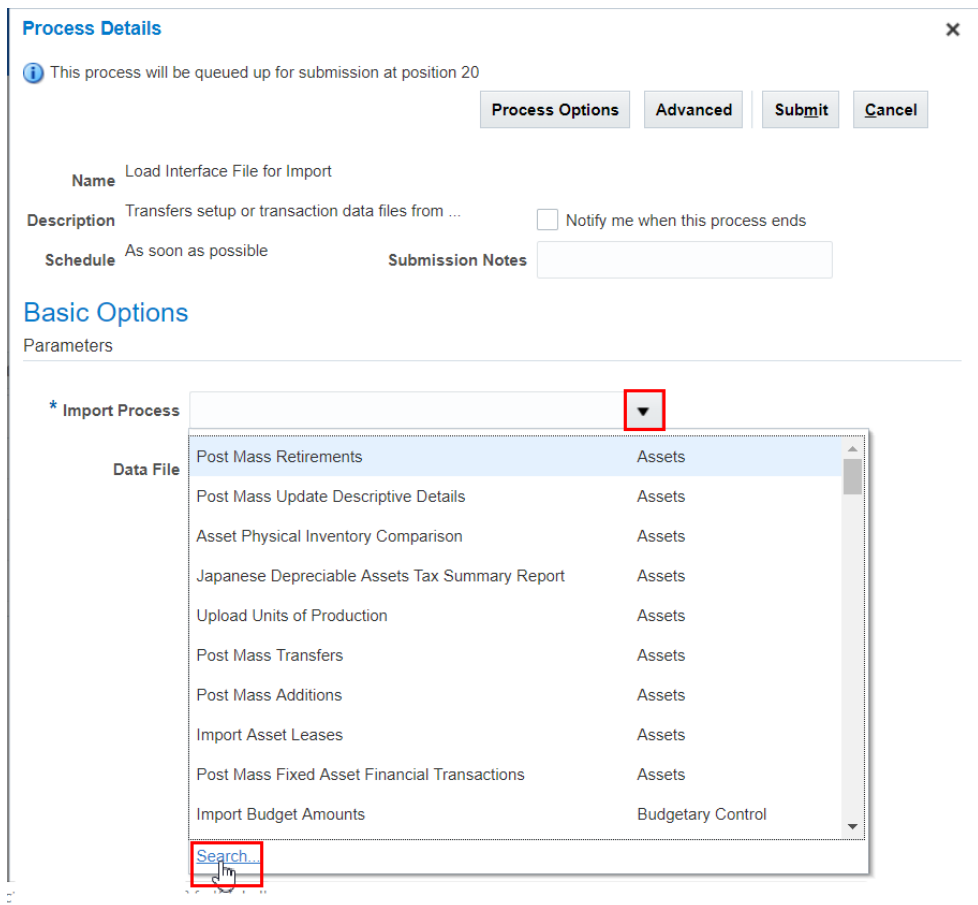 Process Details
This process will be queued up for submission at position 20
Process Options Advanced Submit Cancel
Name Load Interface File for Import
Description Transfers setup or transaction data files from ... Notify me when this process ends
Schedule As soon as possible Submission Notes
Basic Options
Parameters
* Import Process
Data File
Post Mass Retirements Assets
Post Mass Update Descriptive Details Assets
Asset Physical Inventory Comparison Assets
Japanese Depreciable Assets Tax Summary Report Assets
Upload Units of Production Assets
Post Mass Transfers Assets
Post Mass Additions Assets
Import Asset Leases Assets
Post Mass Fixed Asset Financial Transactions Assets
Import Budget Amounts Budgetary Control
Search...